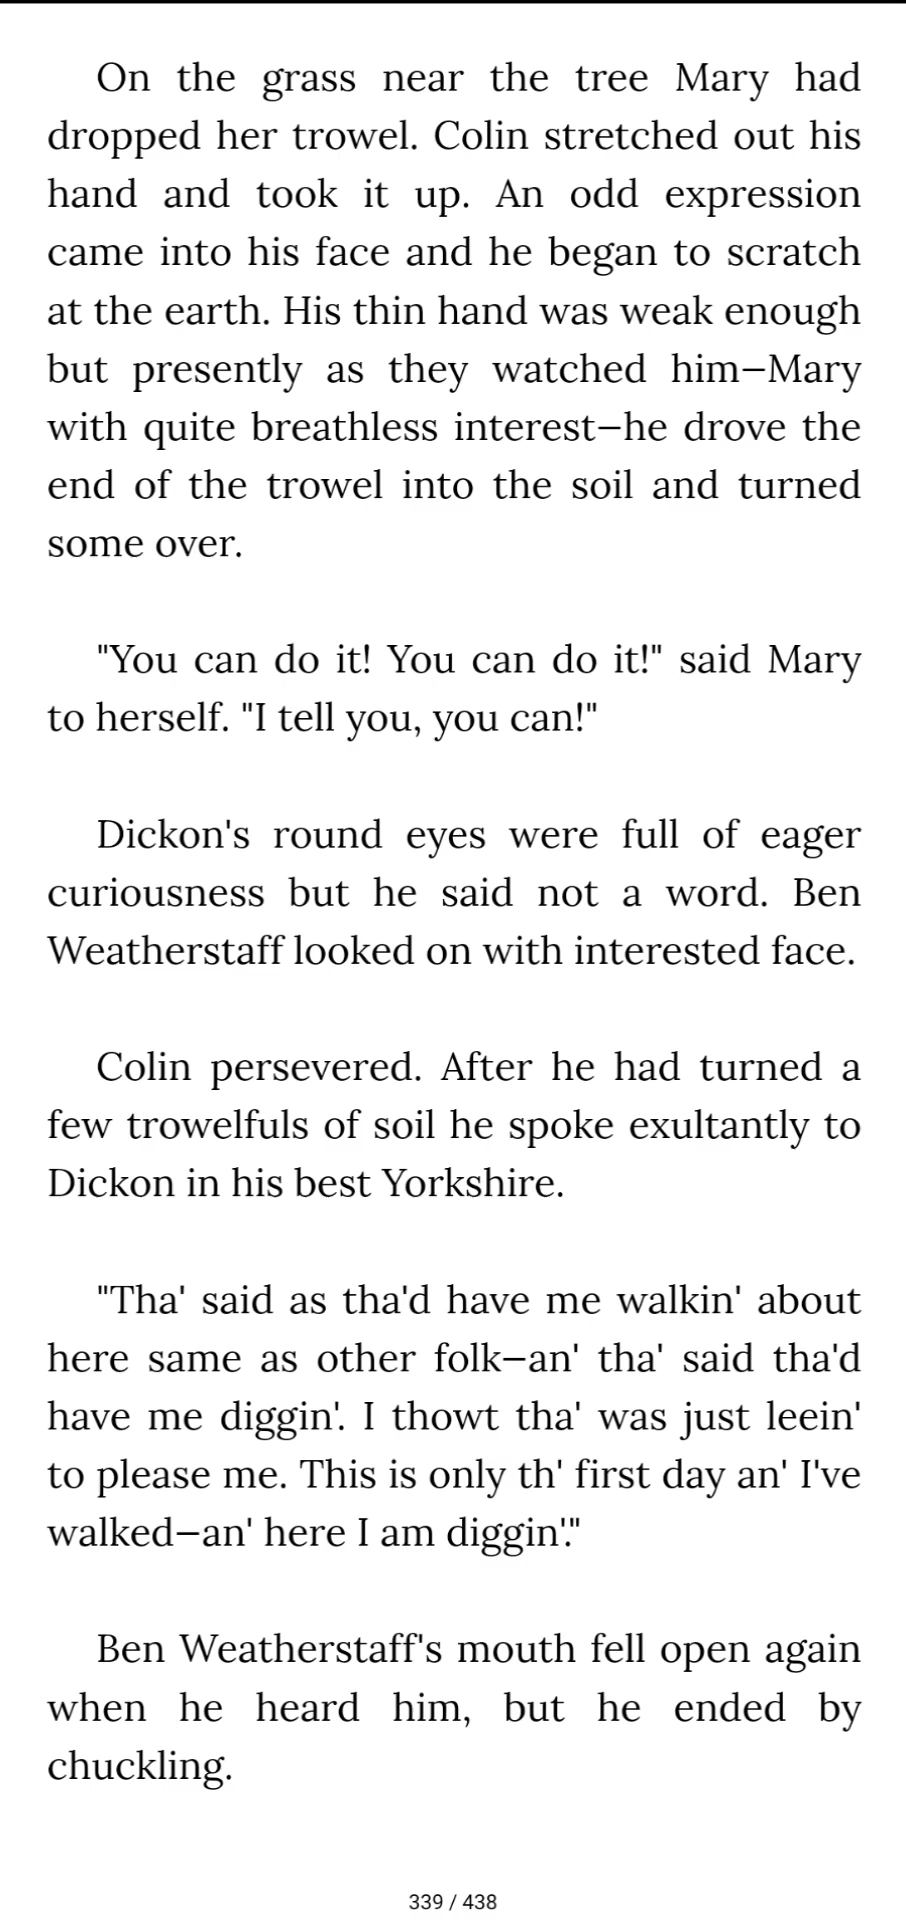 On the grass near the tree Mary had
dropped her trowel. Colin stretched out his
hand and took it up. An odd expression
came into his face and he began to scratch
at the earth. His thin hand was weak enough
but presently as they watched him—Mary
with quite breathless interest—he drove the
end of the trowel into the soil and turned
some over.
"You can do it! You can do it!" said Mary
to herself. "I tell you, you can!"
Dickon's round eyes were full of eager
curiousness but he said not a word. Ben
Weatherstaff looked on with interested face.
Colin persevered. After he had turned a
few trowelfuls of soil he spoke exultantly to
Dickon in his best Yorkshire.
"Tha' said as tha'd have me walkin' about
here same as other folk—an' tha' said tha'd
have me diggin'. I thowt tha' was just leein'
to please me. This is only th' first day an' I've
walked—an' here I am diggin'."
Ben Weatherstaff's mouth fell open again
when he heard him, but he ended by
chuckling.
339 / 438